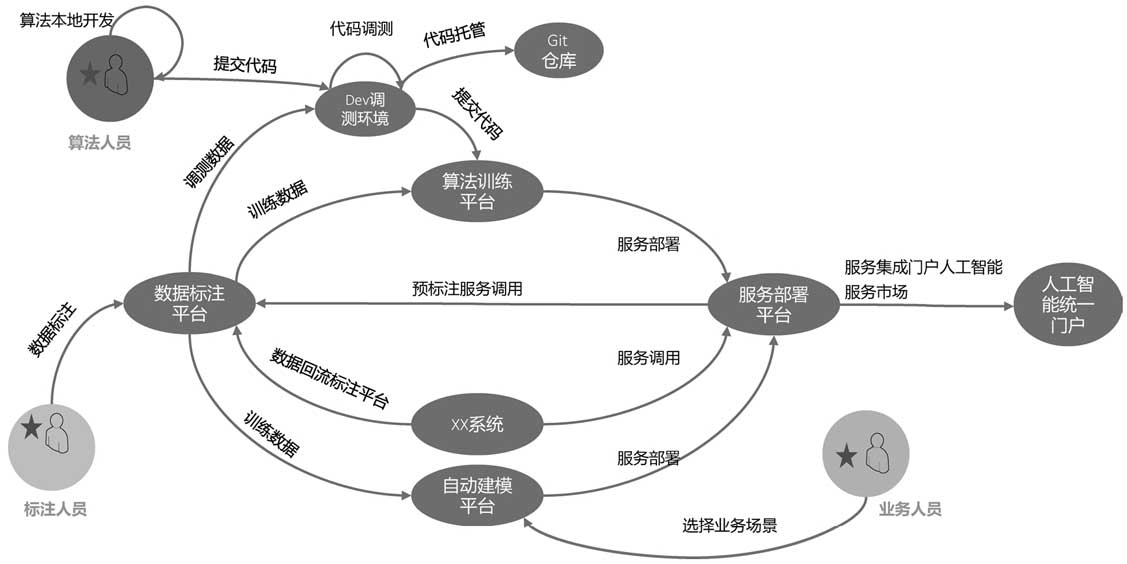 算法本地开发
代码调测
代码托管
Git
仓库
提交代码
Dev调
测环境
提交代码
算法人员
调测数据
训练数据
算法训练
平台
服务部署
服务集成门户人工智能
服务市场
人工智
能统一
门户
数据标注
平台
预标注服务调用
服务部署
平台
数据标注
数据回流标注平台
服务调用
XX系统
训练数据
服务部署
自动建模
平台
标注人员
业务人员
选择业务场景